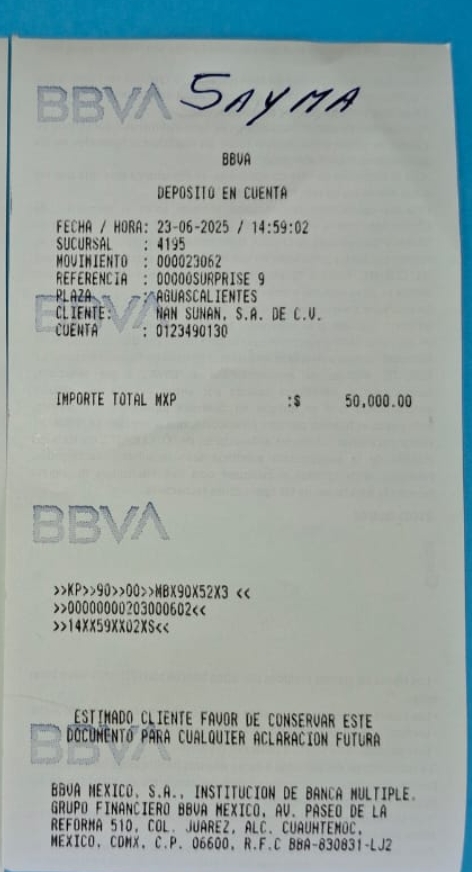 BBVA SAYMA
BBVA
DEPOSITO EN CUENTA
FECHA / HORA: 23-06-2025 / 14:59:02
SUCURSAL : 4195
MOVIMIENTO : 000023062
REFERENCIA : 00000SURPRISE 9
PLAZA : AGUASCALIENTES
BBVA
CLIENTE: NAN SUNAN, S.A. DE C.V.
CUENTA : 0123490130
IMPORTE TOTAL MXP :$ 50,000.00
BBVA
>>KP>>90>>00>>MBX90X52X3 <<
>>00000000203000602<<
>>14XX59XX02XS<<
ESTIMADO CLIENTE FAVOR DE CONSERVAR ESTE
BBVA
DOCUMENTO PARA CUALQUIER ACLARACION FUTURA
BBVA MEXICO, S.A., INSTITUCION DE BANCA MULTIPLE,
GRUPO FINANCIERO BBVA MEXICO, AV. PASEO DE LA
REFORMA 510, COL. JUAREZ, ALC. CUAUHTEMOC,
MEXICO, CDMX, C.P. 06600, R.F.C BBA-830831-LJ2